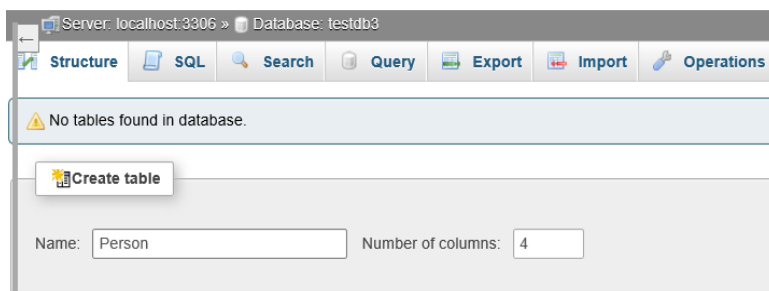 Server: localhost:3306 » Database: testdb3
← Structure SQL Search Query Export Import Operations
No tables found in database.
Create table
Name: Person Number of columns: 4